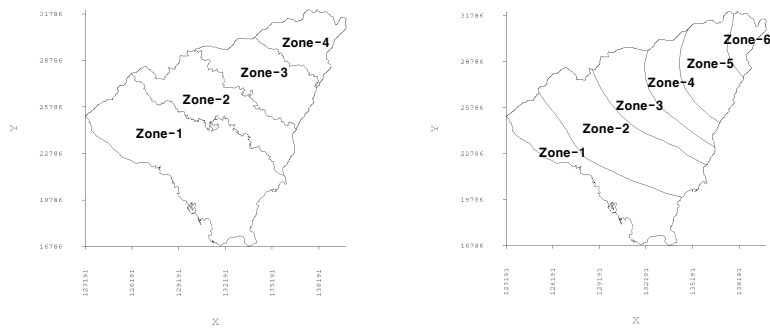 31786
28786
25786
22786
19786
16786
Y
Zone-4
Zone-3
Zone-2
Zone-1
123191
126191
129191
132191
135191
138191
X
31786
28786
25786
22786
19786
16786
Y
Zone-6
Zone-5
Zone-4
Zone-3
Zone-2
Zone-1
123191
126191
129191
132191
135191
138191
X